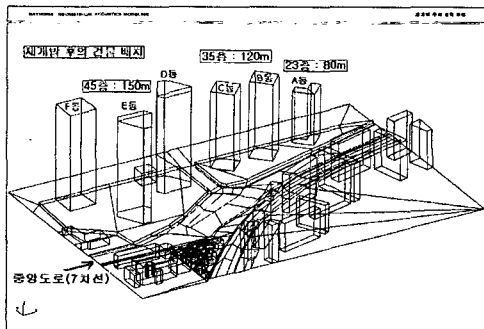 재개발 후의 건물 배치
35층 : 120m
23층 : 80m
45층 : 150m
D동
C동
B동
A동
F동
E동
중앙도로(7차선)